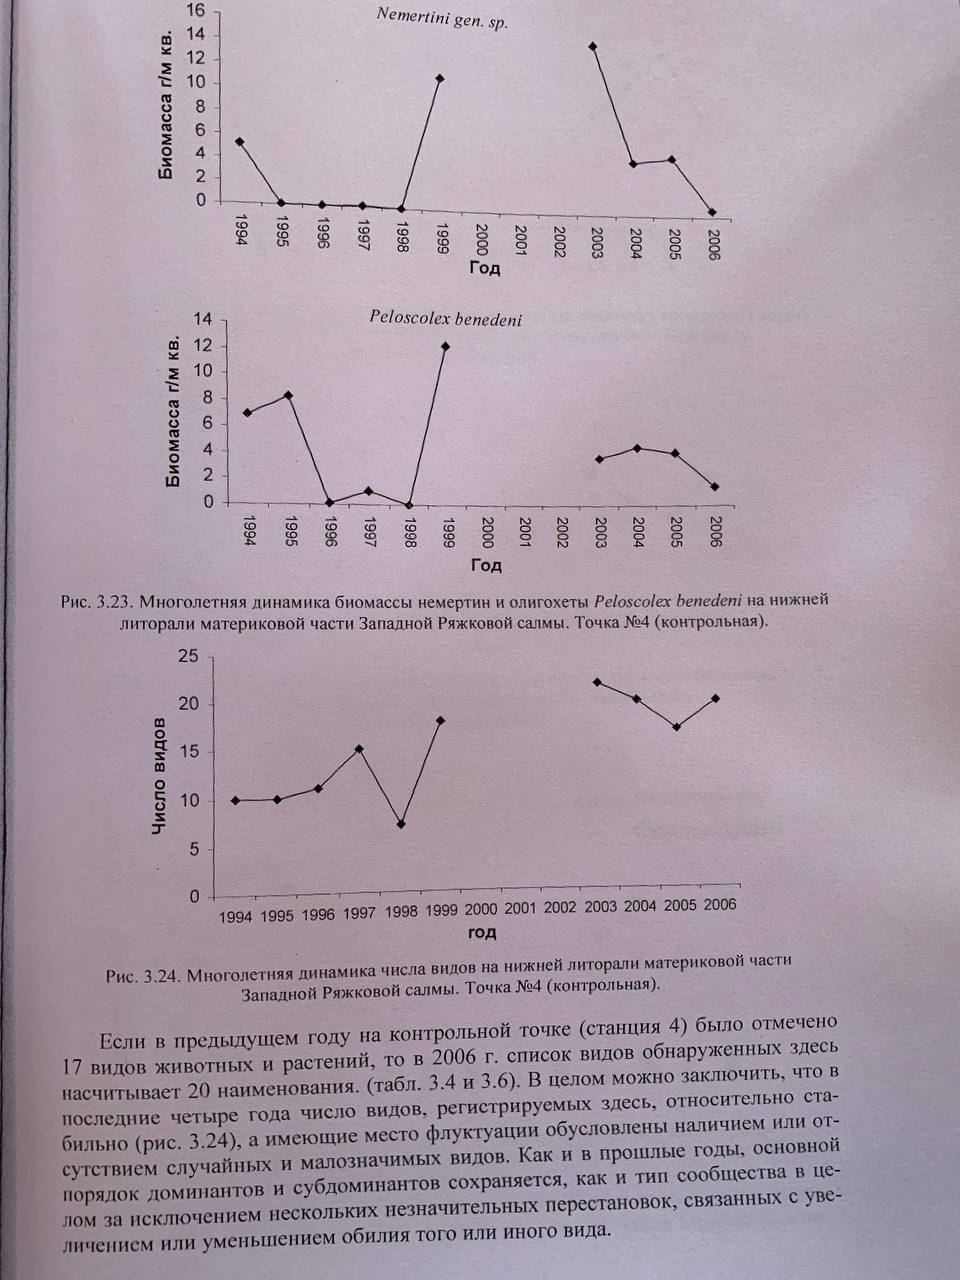 Nemertini gen. sp.
Биомасса г/м кв.
16
14
12
10
8
6
4
2
0
1994 1995 1996 1997 1998 1999 2000 2001 2002 2003 2004 2005 2006
Год
Peloscolex benedeni
Биомасса г/м кв.
14
12
10
8
6
4
2
0
1994 1995 1996 1997 1998 1999 2000 2001 2002 2003 2004 2005 2006
Год
Рис. 3.23. Многолетняя динамика биомассы немертин и олигохеты Peloscolex benedeni на нижней
литорали материковой части Западной Ряжковой салмы. Точка №4 (контрольная).
Число видов
25
20
15
10
5
0
1994 1995 1996 1997 1998 1999 2000 2001 2002 2003 2004 2005 2006
год
Рис. 3.24. Многолетняя динамика числа видов на нижней литорали материковой части
Западной Ряжковой салмы. Точка №4 (контрольная).
Если в предыдущем году на контрольной точке (станция 4) было отмечено
17 видов животных и растений, то в 2006 г. список видов обнаруженных здесь
насчитывает 20 наименования. (табл. 3.4 и 3.6). В целом можно заключить, что в
последние четыре года число видов, регистрируемых здесь, относительно ста-
бильно (рис. 3.24), а имеющие место флуктуации обусловлены наличием или от-
сутствием случайных и малозначимых видов. Как и в прошлые годы, основной
порядок доминантов и субдоминантов сохраняется, как и тип сообщества в це-
лом за исключением нескольких незначительных перестановок, связанных с уве-
личением или уменьшением обилия того или иного вида.